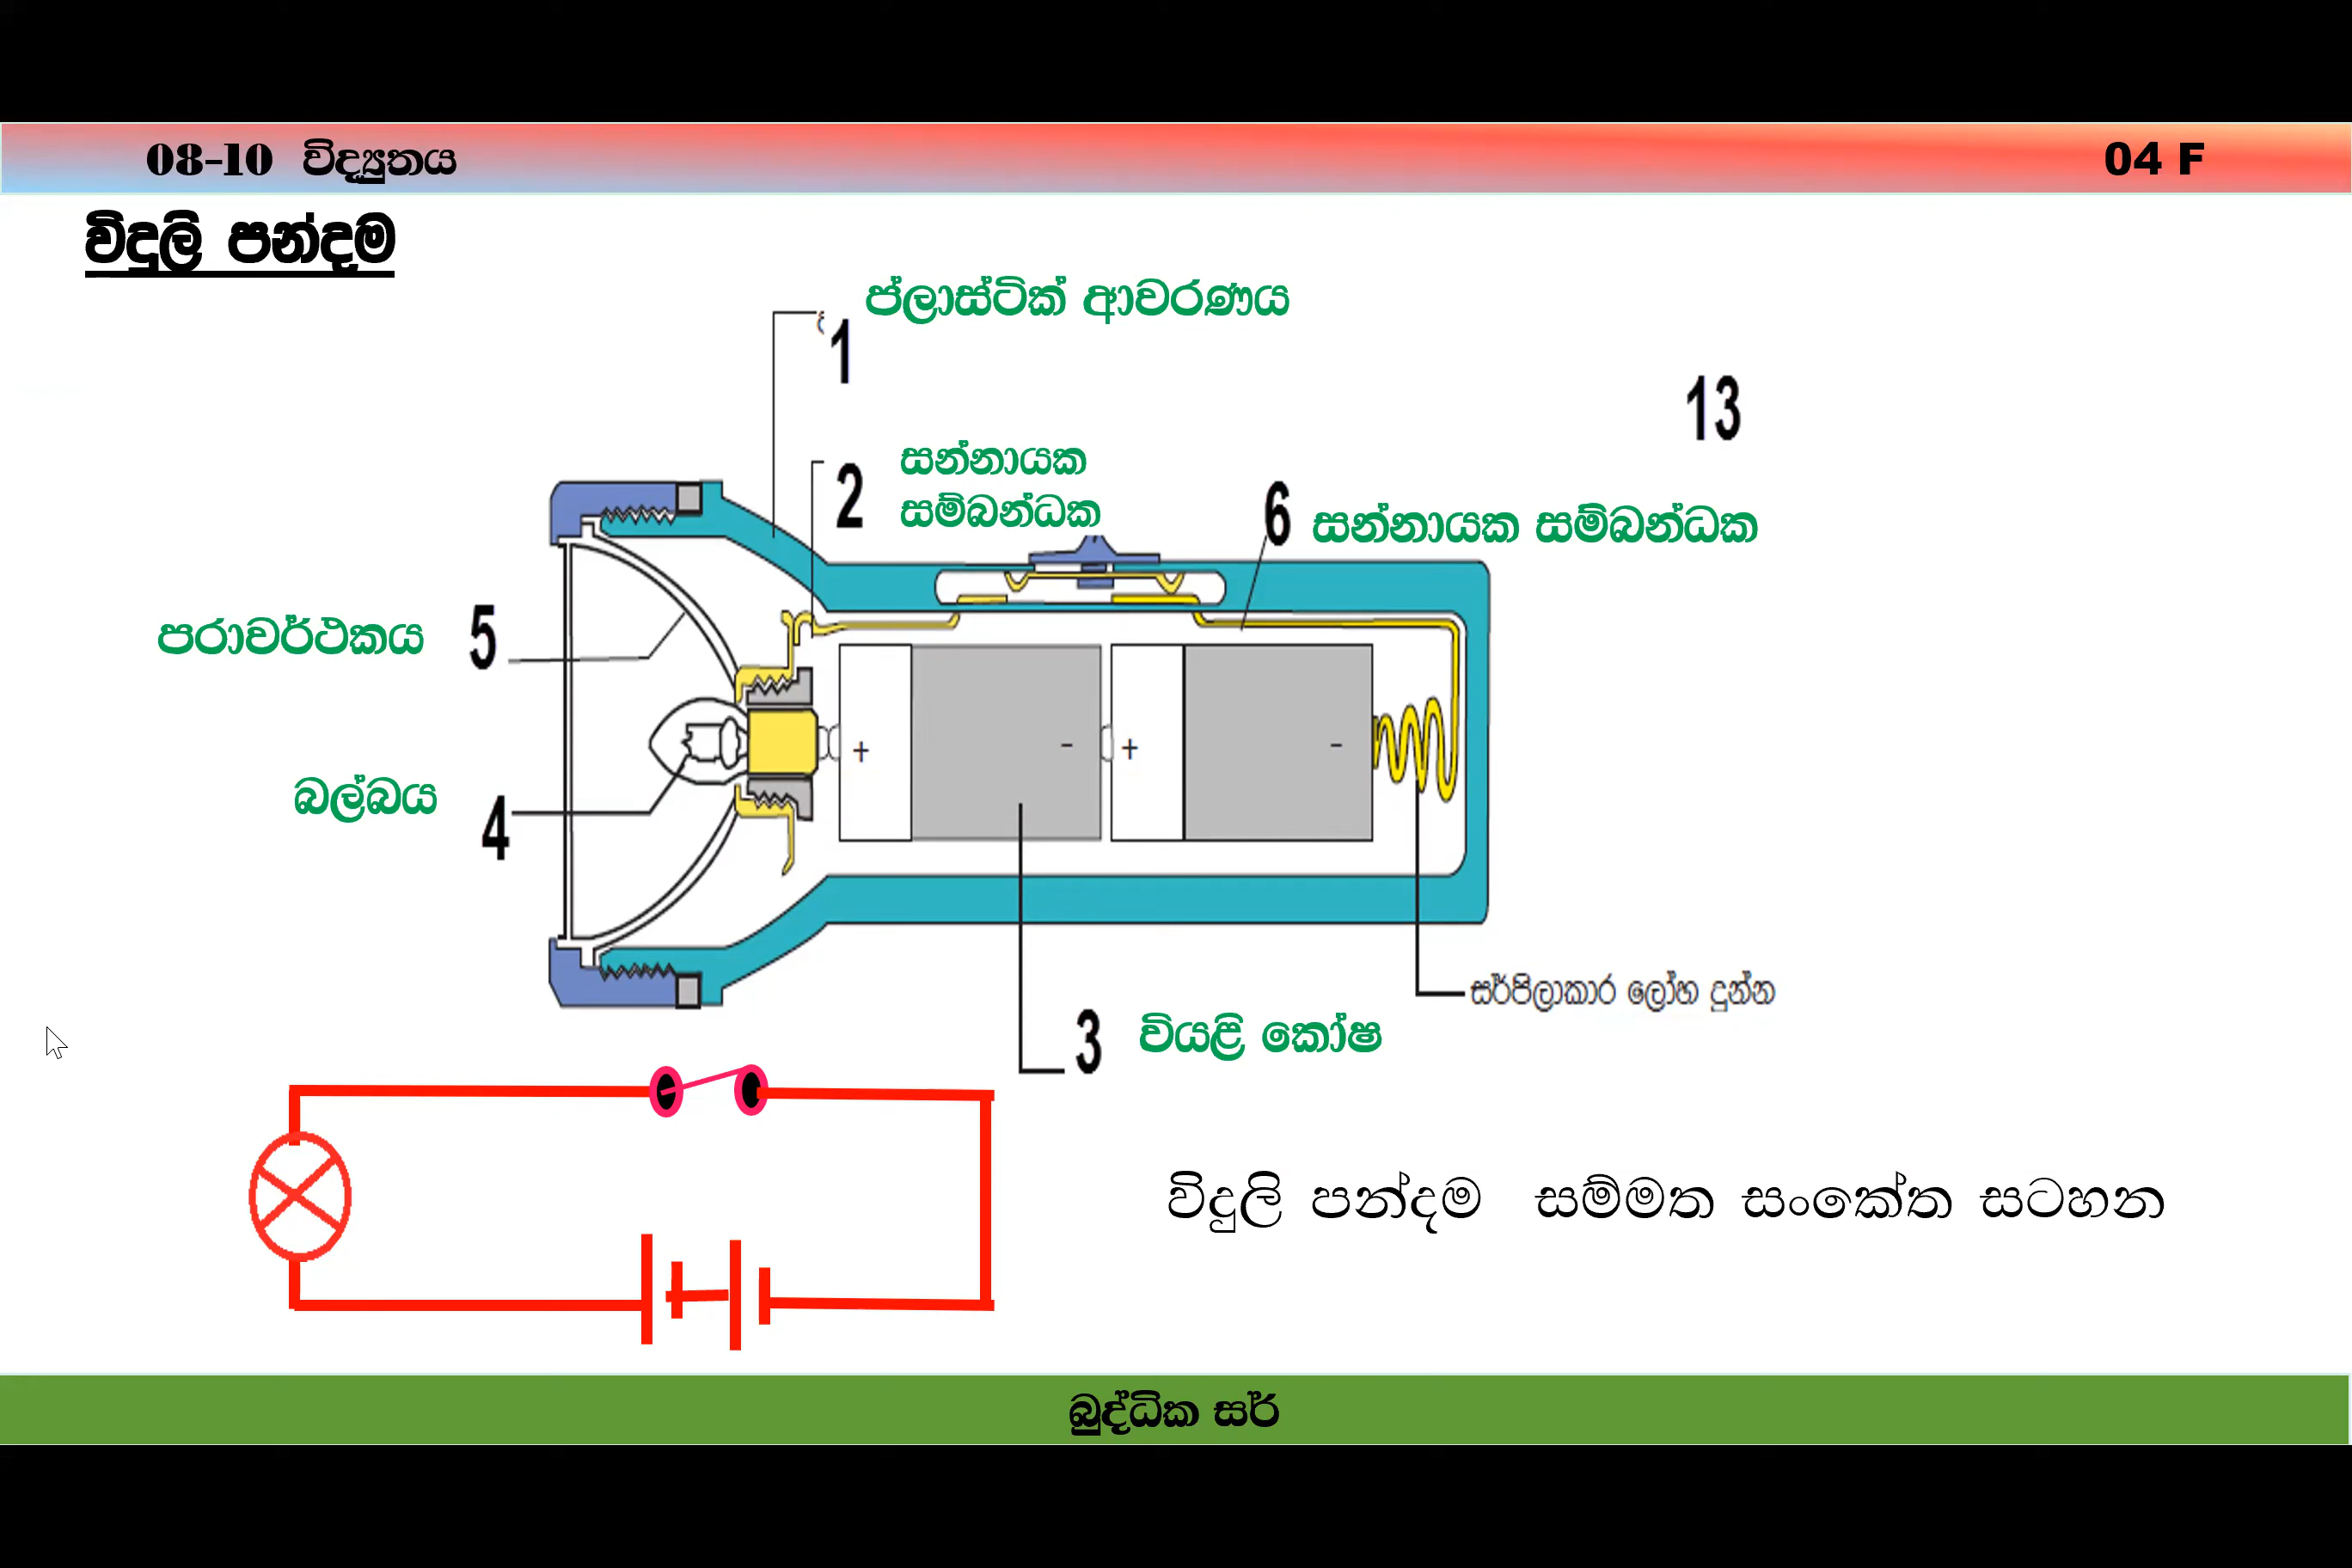 08-10 විද්‍යුතය
04 F
විදුලි පන්දම
1 ප්ලාස්ටික් ආවරණය
13
2 සන්නායක
සම්බන්ධක
6 සන්නායක සම්බන්ධක
පරාවර්ථකය 5
+ - + -
බල්බය 4
සර්පිලාකාර ලෝහ දුන්න
3 වියළි කෝෂ
විදුලි පන්දම සම්මත සංකේත සටහන
බුද්ධික සර්